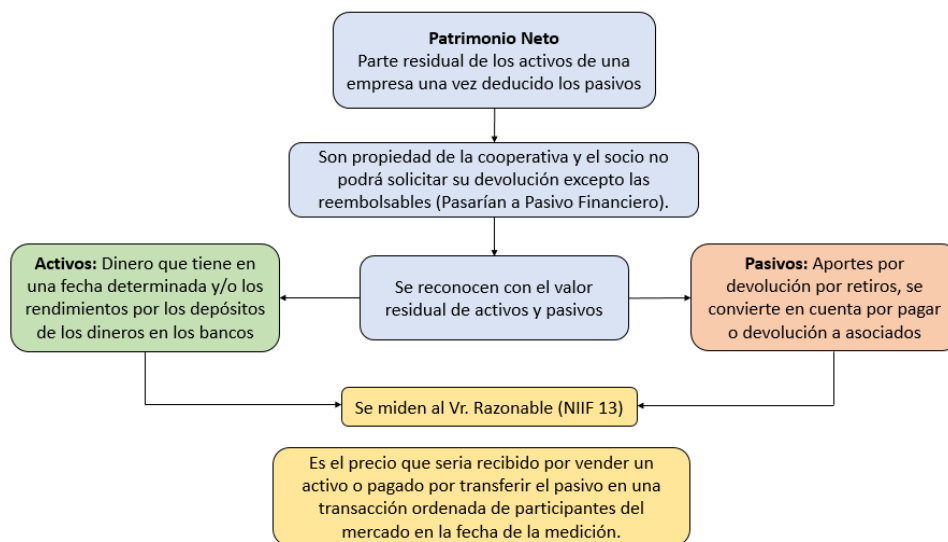 Patrimonio Neto
Parte residual de los activos de una
empresa una vez deducido los pasivos
Son propiedad de la cooperativa y el socio no
podrá solicitar su devolución excepto las
reembolsables (Pasarían a Pasivo Financiero).
Activos: Dinero que tiene en
una fecha determinada y/o los
rendimientos por los depósitos
de los dineros en los bancos
Se reconocen con el valor
residual de activos y pasivos
Pasivos: Aportes por
devolución por retiros, se
convierte en cuenta por pagar
o devolución a asociados
Se miden al Vr. Razonable (NIIF 13)
Es el precio que seria recibido por vender un
activo o pagado por transferir el pasivo en una
transacción ordenada de participantes del
mercado en la fecha de la medición.